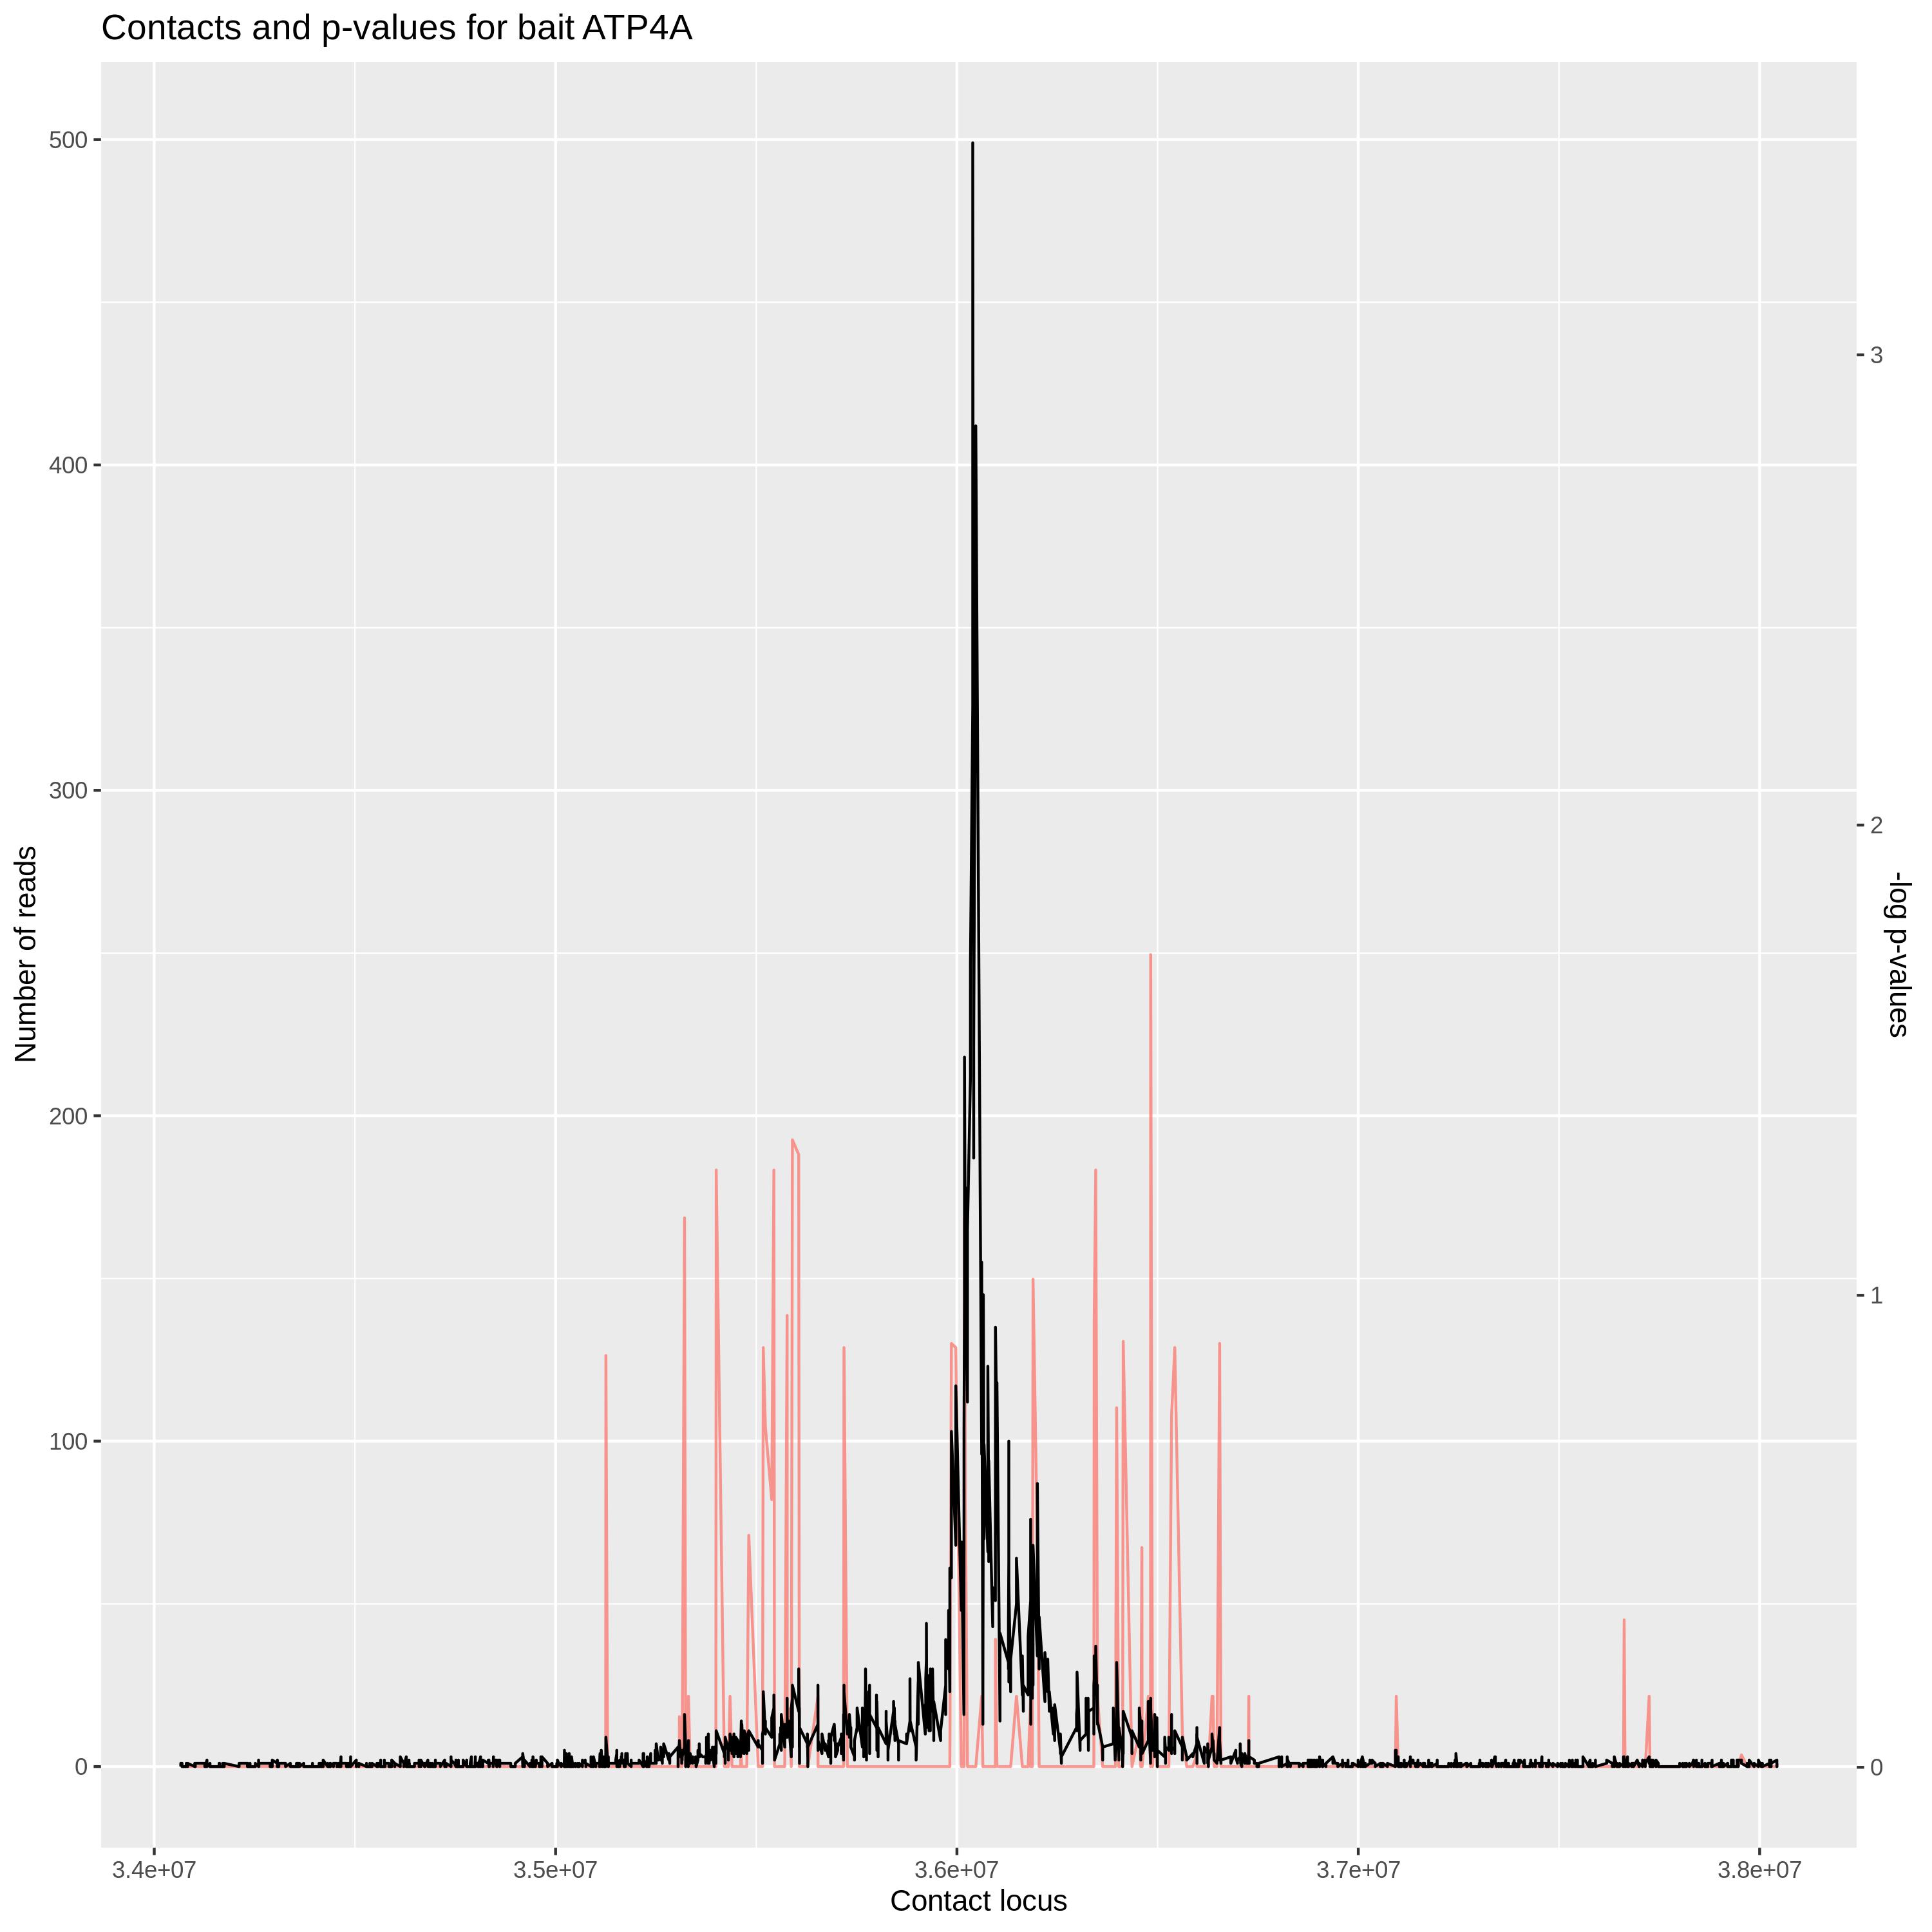 Contacts and p-values for bait ATP4A
500
400
300
200
100
0
Number of reads
3
2
1
0
-log p-values
3.4e+07
3.5e+07
3.6e+07
3.7e+07
3.8e+07
Contact locus